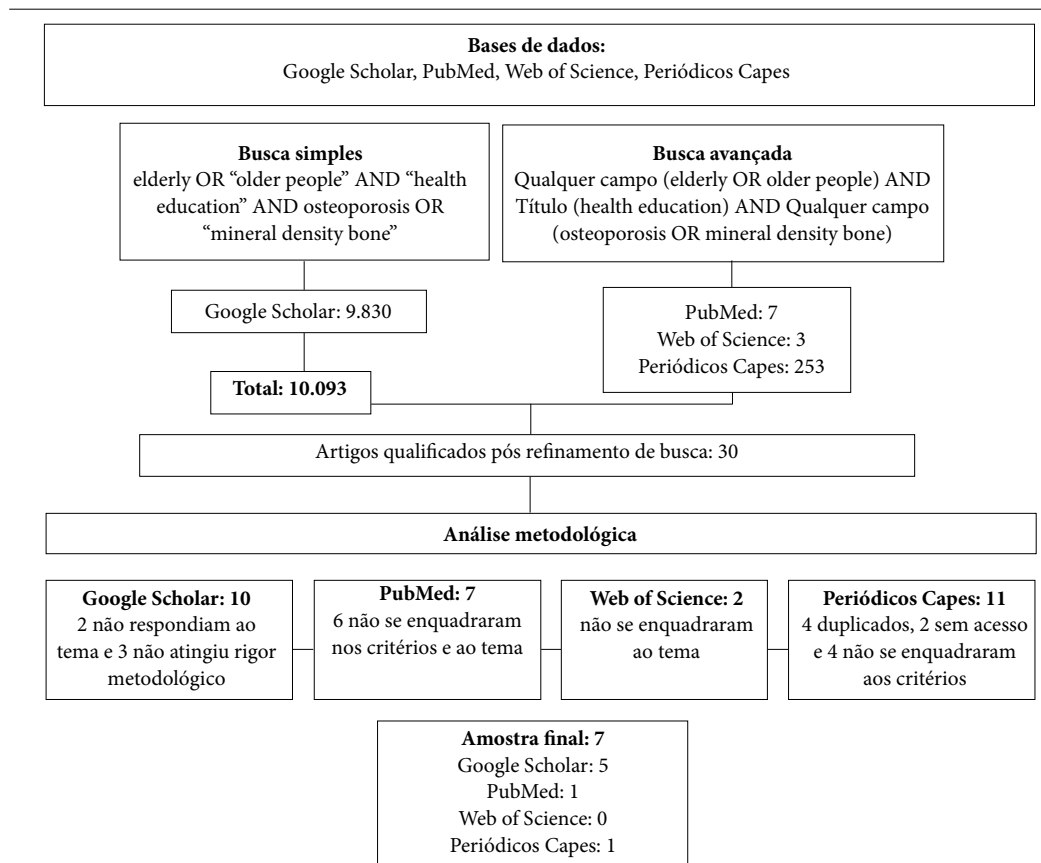 Bases de dados:
Google Scholar, PubMed, Web of Science, Periódicos Capes
Busca simples
elderly OR “older people” AND “health
education” AND osteoporosis OR
“mineral density bone”
Busca avançada
Qualquer campo (elderly OR older people) AND
Título (health education) AND Qualquer campo
(osteoporosis OR mineral density bone)
Google Scholar: 9.830
PubMed: 7
Web of Science: 3
Periódicos Capes: 253
Total: 10.093
Artigos qualificados pós refinamento de busca: 30
Análise metodológica
Google Scholar: 10
2 não respondiam ao
tema e 3 não atingiu rigor
metodológico
PubMed: 7
6 não se enquadraram
nos critérios e ao tema
Web of Science: 2
não se enquadraram
ao tema
Periódicos Capes: 11
4 duplicados, 2 sem acesso
e 4 não se enquadraram
aos critérios
Amostra final: 7
Google Scholar: 5
PubMed: 1
Web of Science: 0
Periódicos Capes: 1